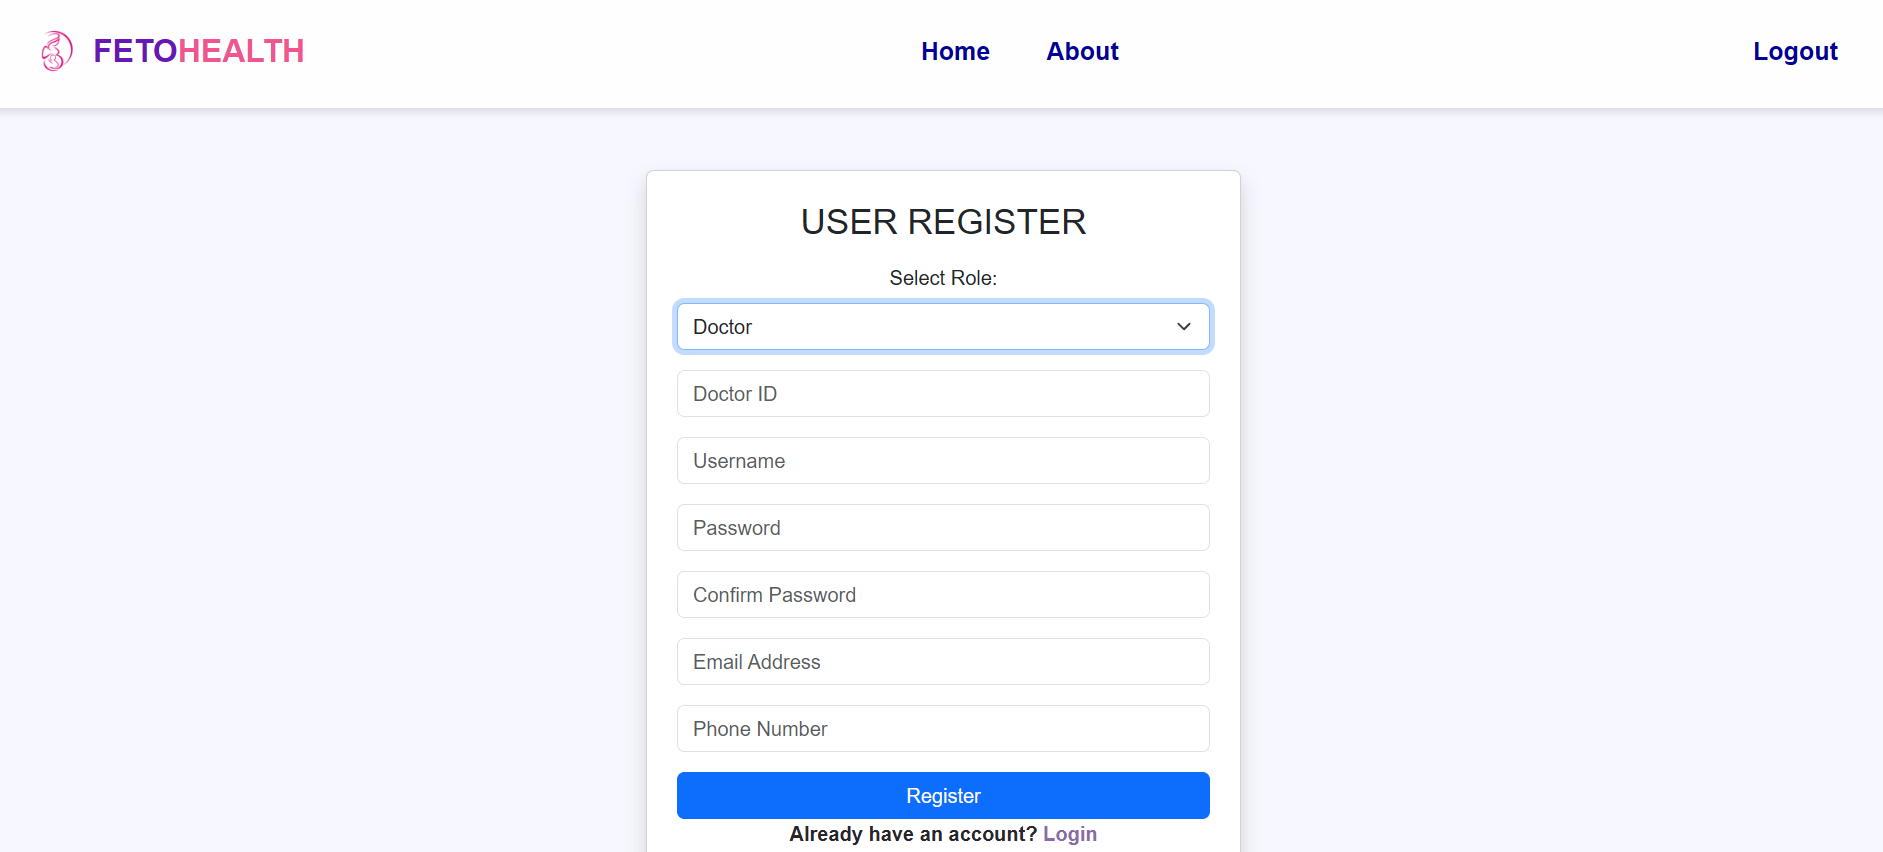 FETOHEALTH Home About Logout
USER REGISTER
Select Role:
Doctor
Doctor ID
Username
Password
Confirm Password
Email Address
Phone Number
Register
Already have an account? Login